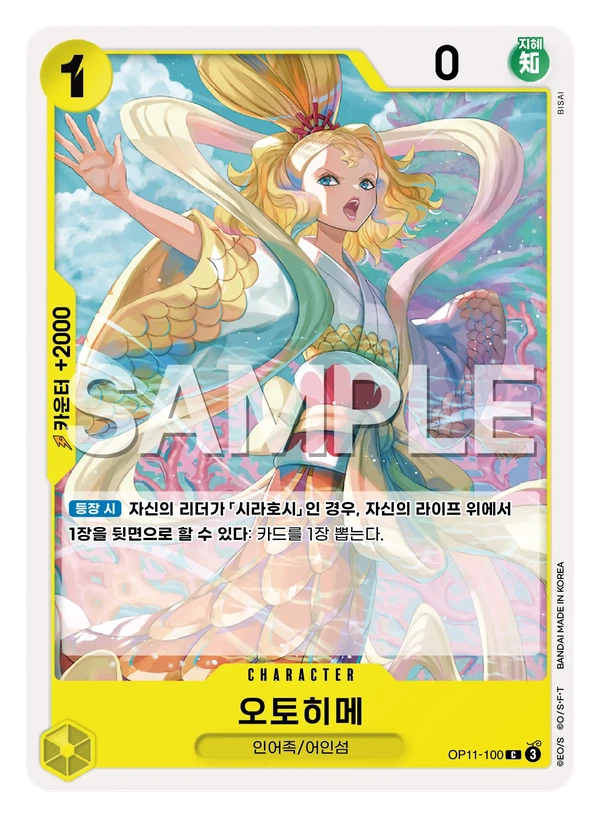 1
0
지혜
知
BISAI
카운터 +2000
SAMPLE
등장 시 자신의 리더가 「시라호시」인 경우, 자신의 라이프 위에서
1장을 뒷면으로 할 수 있다: 카드를 1장 뽑는다.
CHARACTER
오토히메
인어족/어인섬
OP11-100 C 3
©EO/S ©O/S·F·T BANDAI MADE IN KOREA